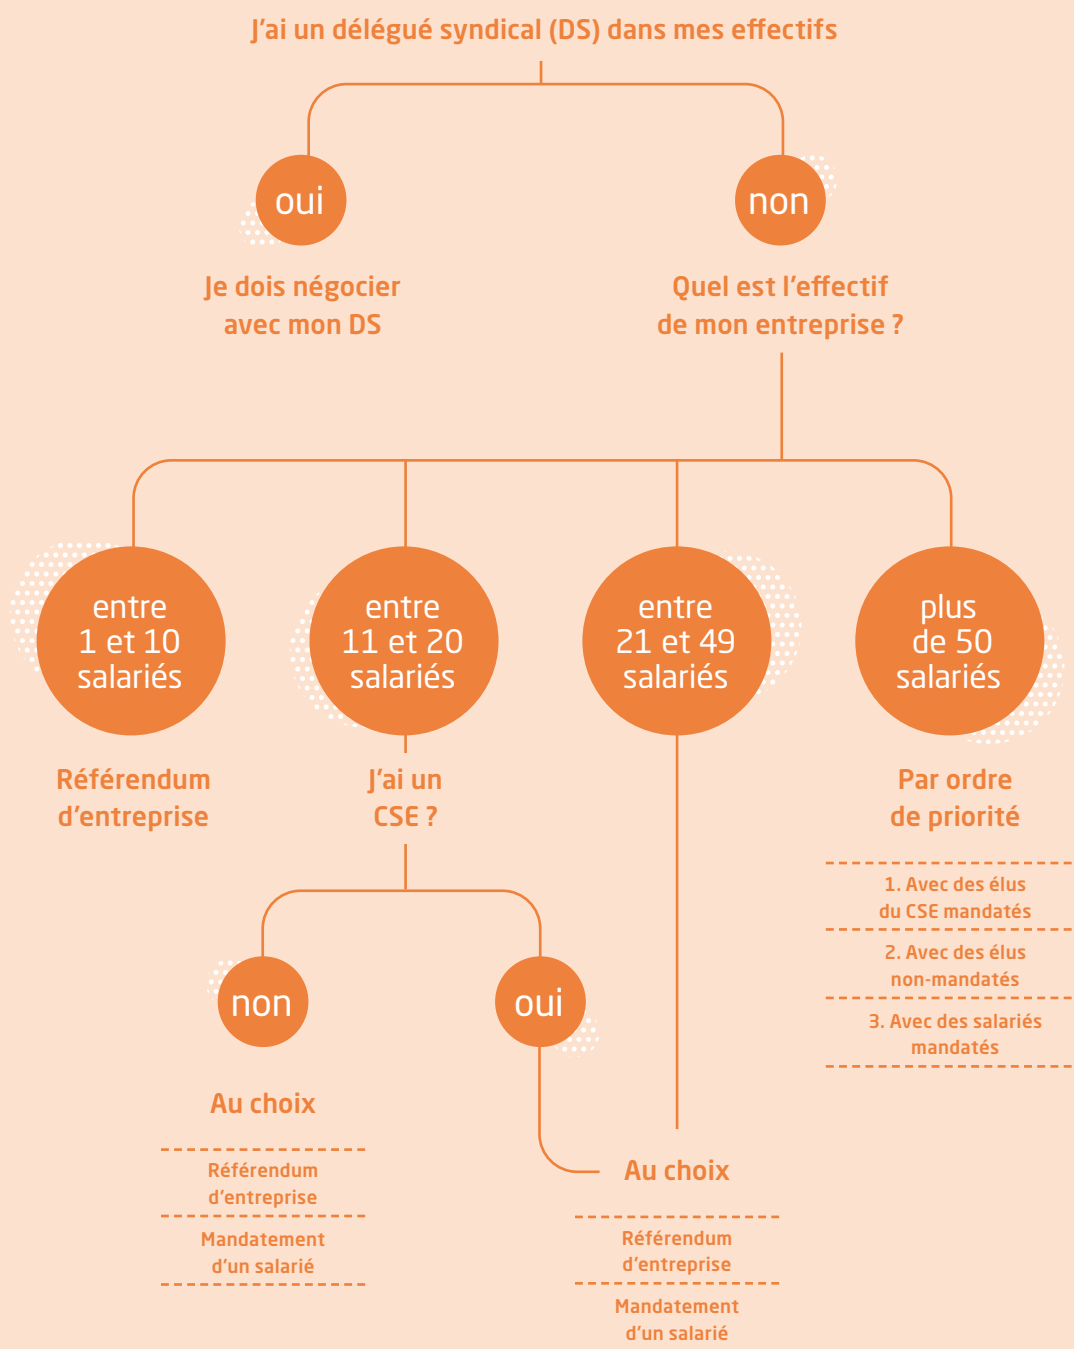 J'ai un délégué syndical (DS) dans mes effectifs
oui
non
Je dois négocier
avec mon DS
Quel est l'effectif
de mon entreprise ?
entre
1 et 10
salariés
entre
11 et 20
salariés
entre
21 et 49
salariés
plus
de 50
salariés
Référendum
d'entreprise
J'ai un
CSE ?
Par ordre
de priorité
1. Avec des élus
du CSE mandatés
2. Avec des élus
non-mandatés
3. Avec des salariés
mandatés
non
oui
Au choix
Référendum
d'entreprise
Mandatement
d'un salarié
Au choix
Référendum
d'entreprise
Mandatement
d'un salarié